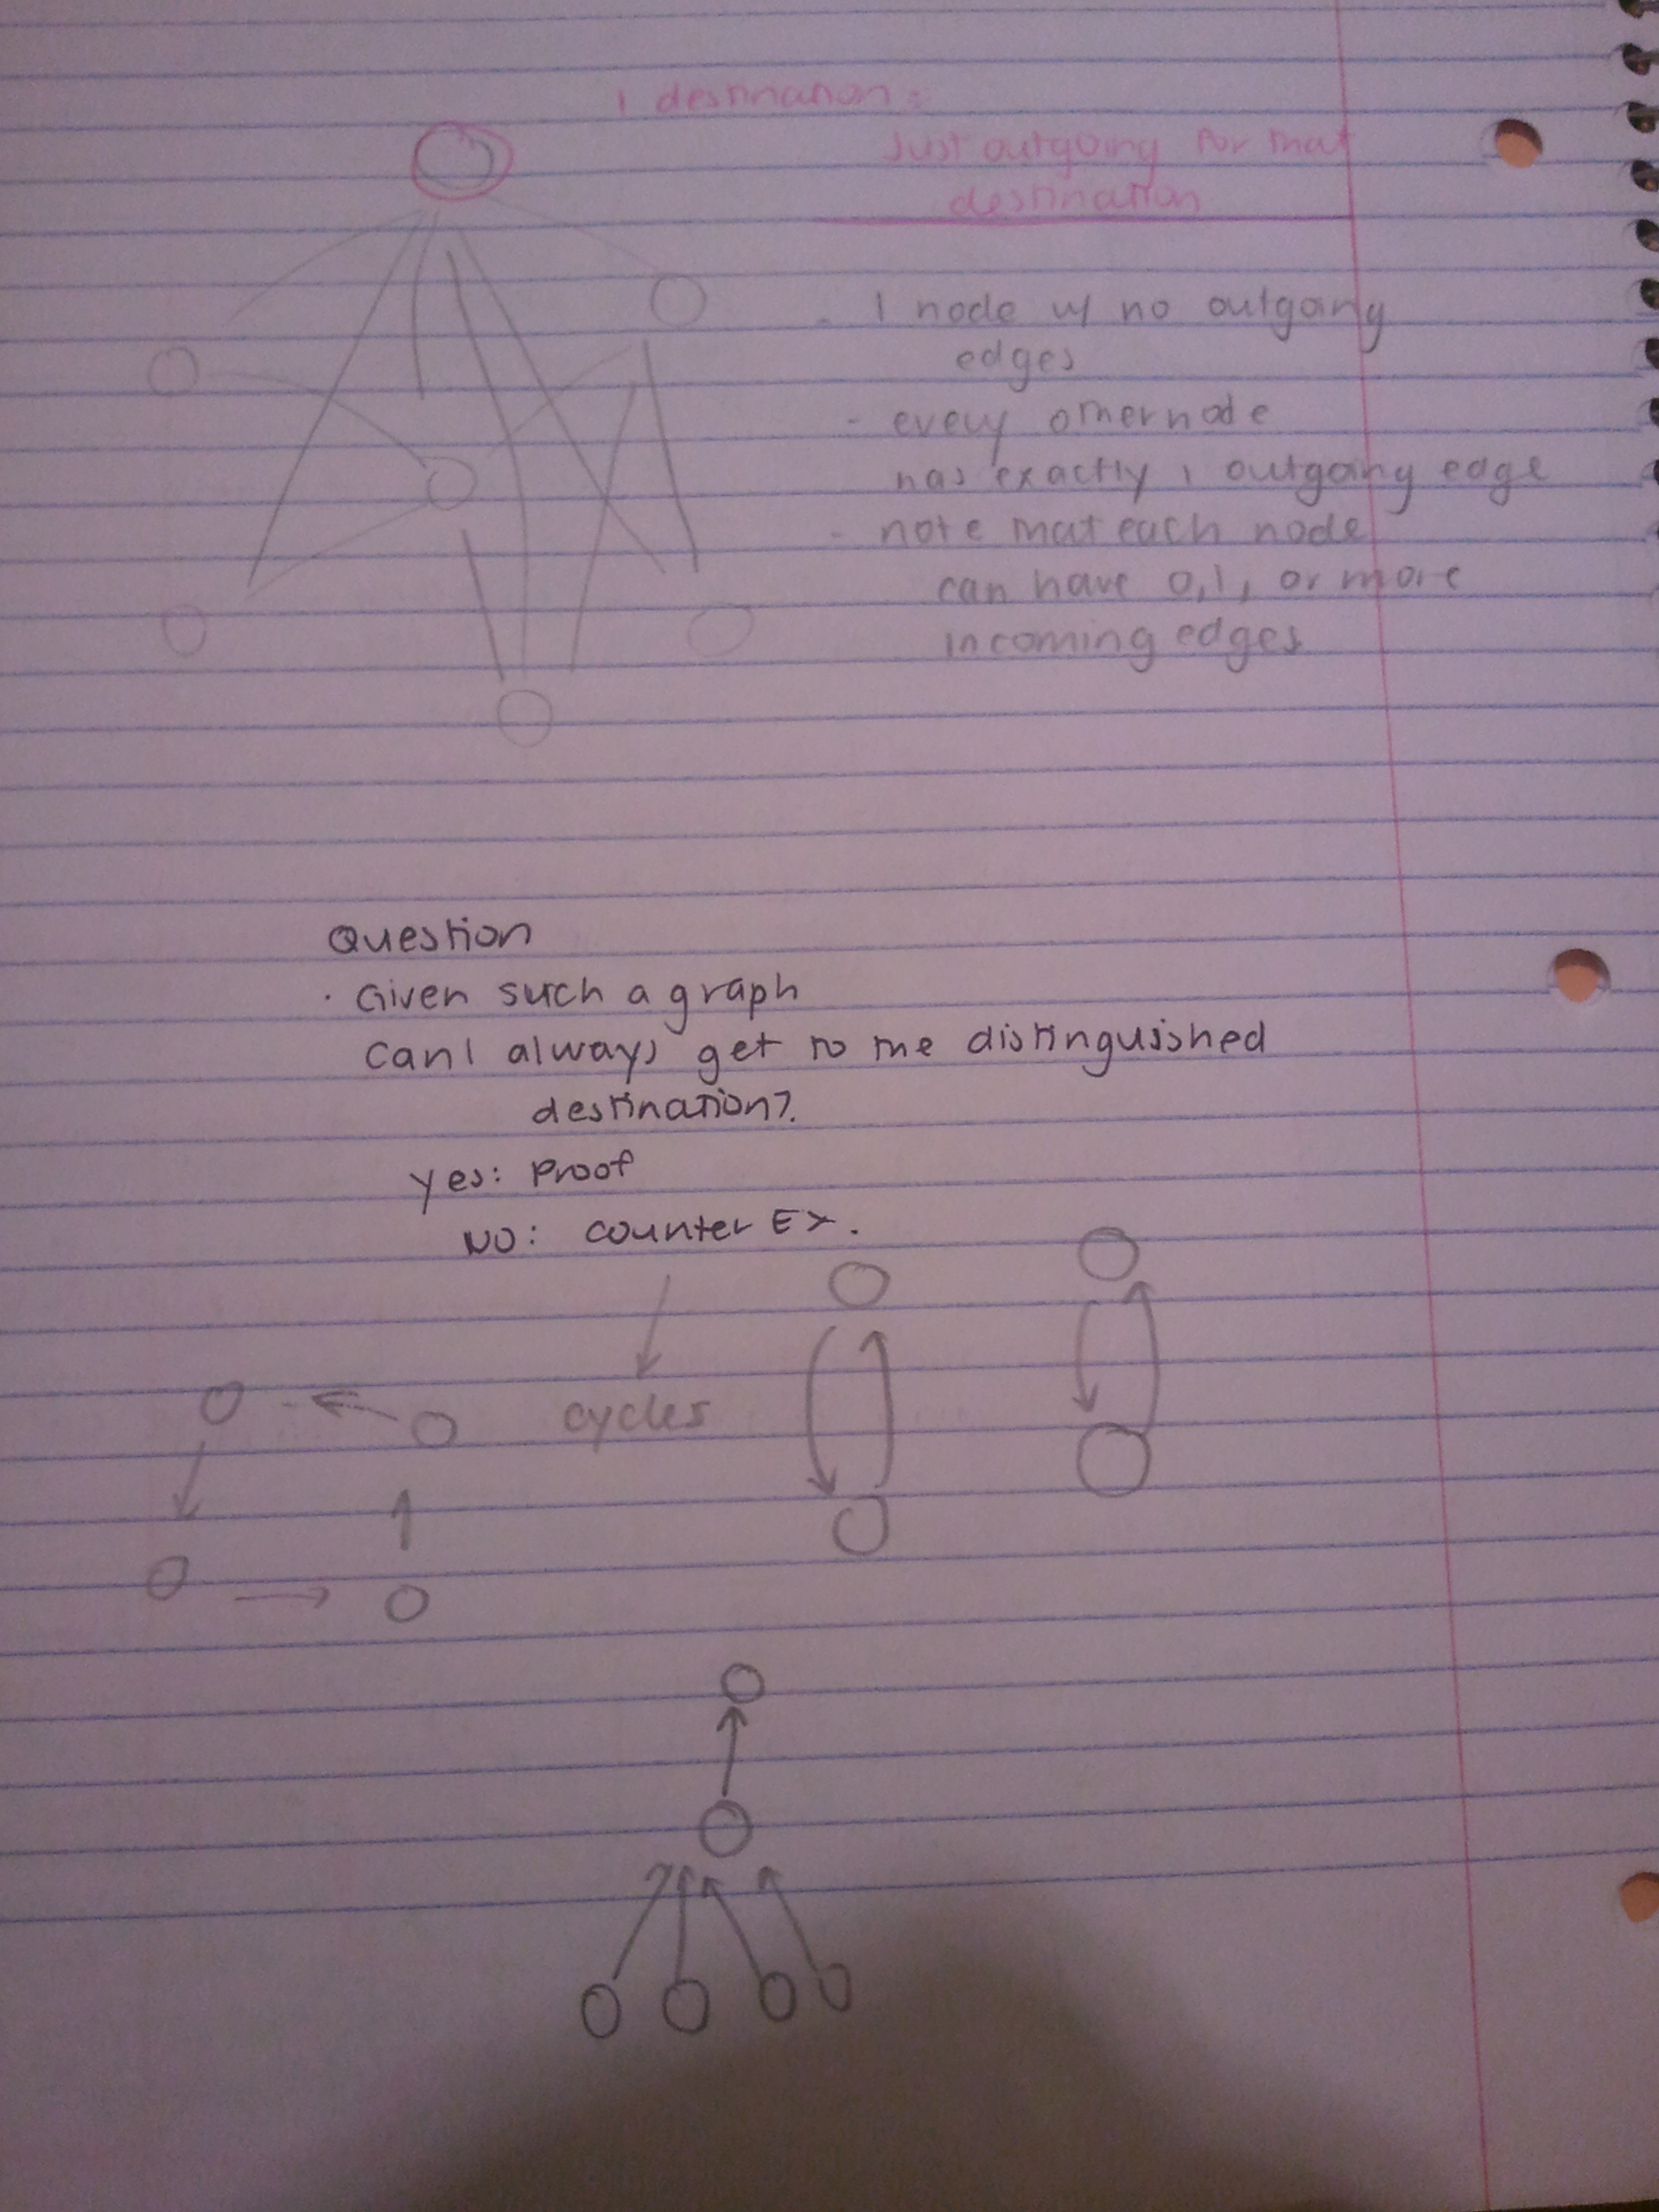 1 destination:
Just outgoing for that
destination
- 1 node w/ no outgoing
edges
- every other node
has exactly 1 outgoing edge
- note that each node
can have 0,1, or more
incoming edges
Question
· Given such a graph
can I always get to the distinguished
destination?
yes: Proof
NO: counter Ex.
cycles